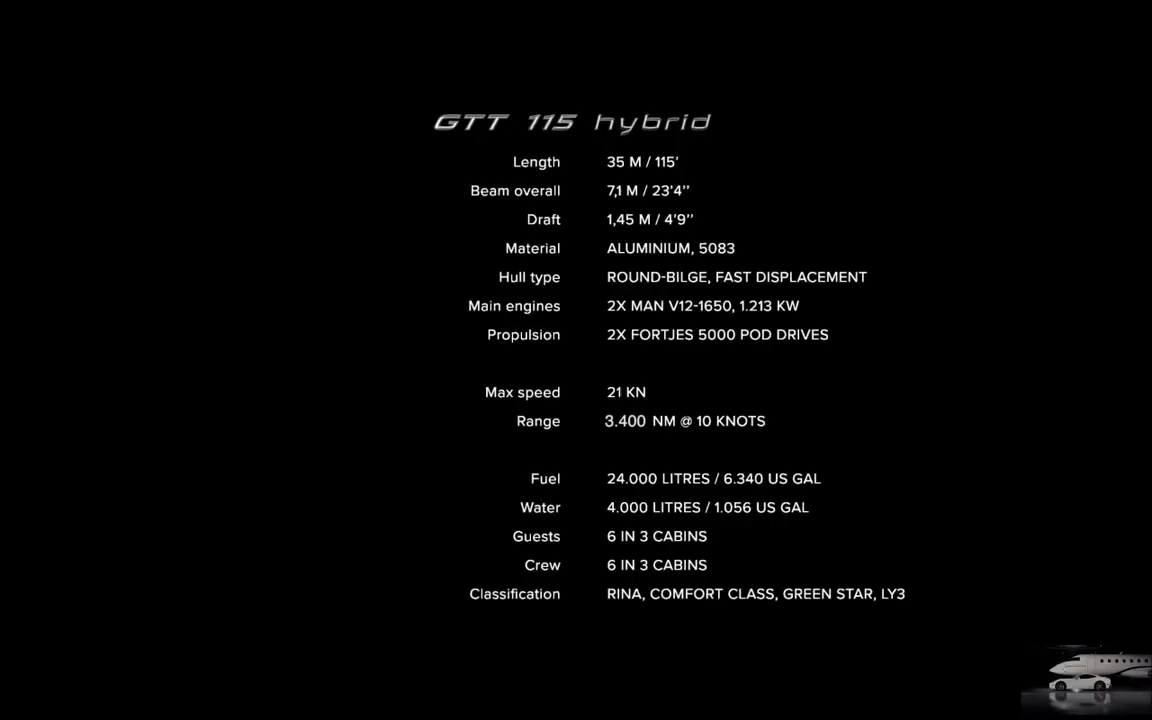 GTT 115 hybrid
Length 35 M / 115'
Beam overall 7,1 M / 23'4''
Draft 1,45 M / 4'9''
Material ALUMINIUM, 5083
Hull type ROUND-BILGE, FAST DISPLACEMENT
Main engines 2X MAN V12-1650, 1.213 KW
Propulsion 2X FORTJES 5000 POD DRIVES
Max speed 21 KN
Range 3.400 NM @ 10 KNOTS
Fuel 24.000 LITRES / 6.340 US GAL
Water 4.000 LITRES / 1.056 US GAL
Guests 6 IN 3 CABINS
Crew 6 IN 3 CABINS
Classification RINA, COMFORT CLASS, GREEN STAR, LY3